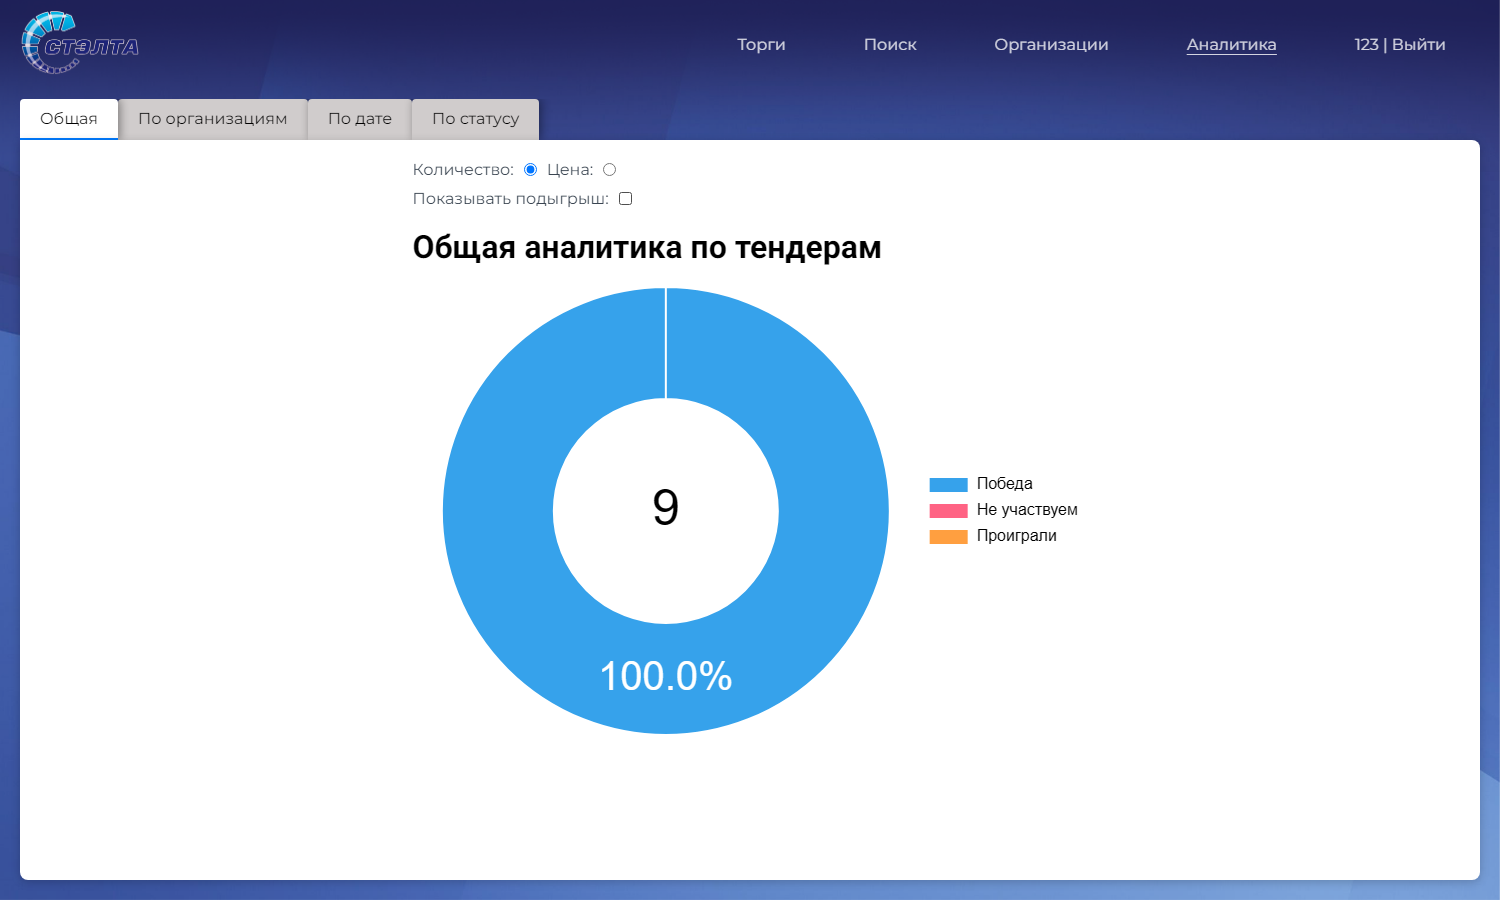 СТЭЛТА
Торги Поиск Организации Аналитика 123 | Выйти
Общая По организациям По дате По статусу
Количество: Цена:
Показывать подыгрыш:
Общая аналитика по тендерам
9
100.0%
Победа
Не участвуем
Проиграли